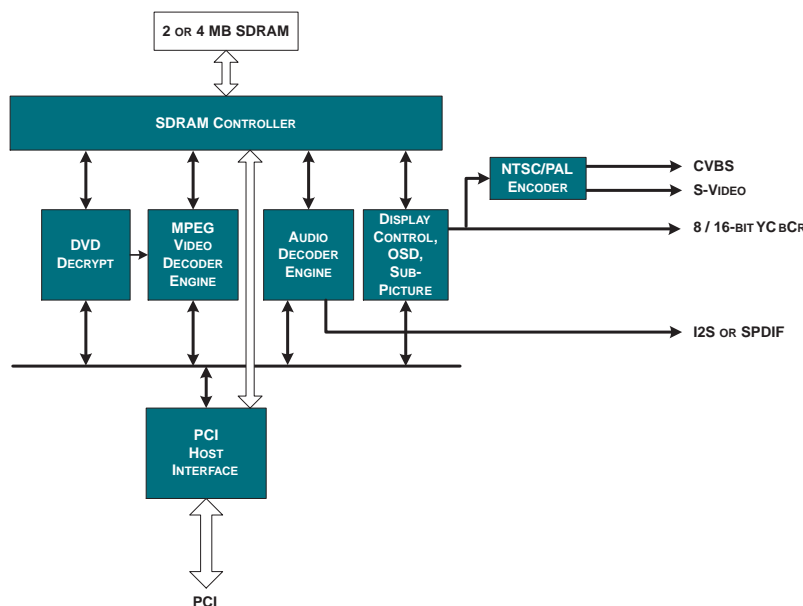 2 OR 4 MB SDRAM
SDRAM CONTROLLER
NTSC/PAL
ENCODER
CVBS
S-VIDEO
DVD
DECRYPT
MPEG
VIDEO
DECODER
ENGINE
AUDIO
DECODER
ENGINE
DISPLAY
CONTROL,
OSD,
SUB-
PICTURE
8 / 16-BIT YCBCR
I2S OR SPDIF
PCI
HOST
INTERFACE
PCI